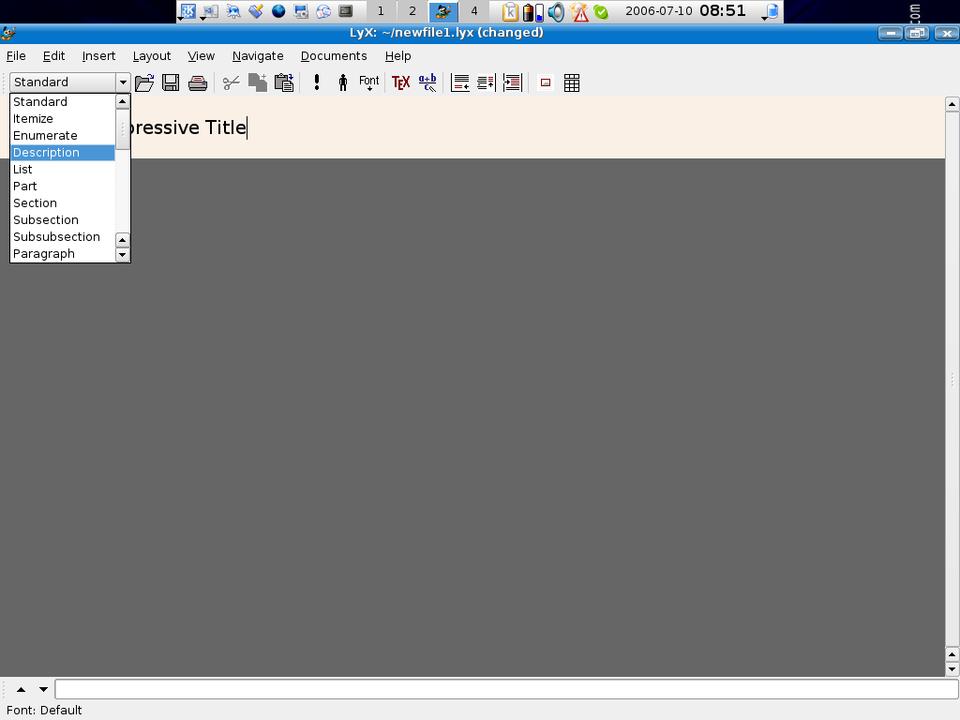 1 2 4 2006-07-10 08:51
com
LyX: ~/newfile1.lyx (changed)
File Edit Insert Layout View Navigate Documents Help
Standard Font TEX a+b
Standard
Itemize
pressive Title
Enumerate
Description
List
Part
Section
Subsection
Subsubsection
Paragraph
Font: Default